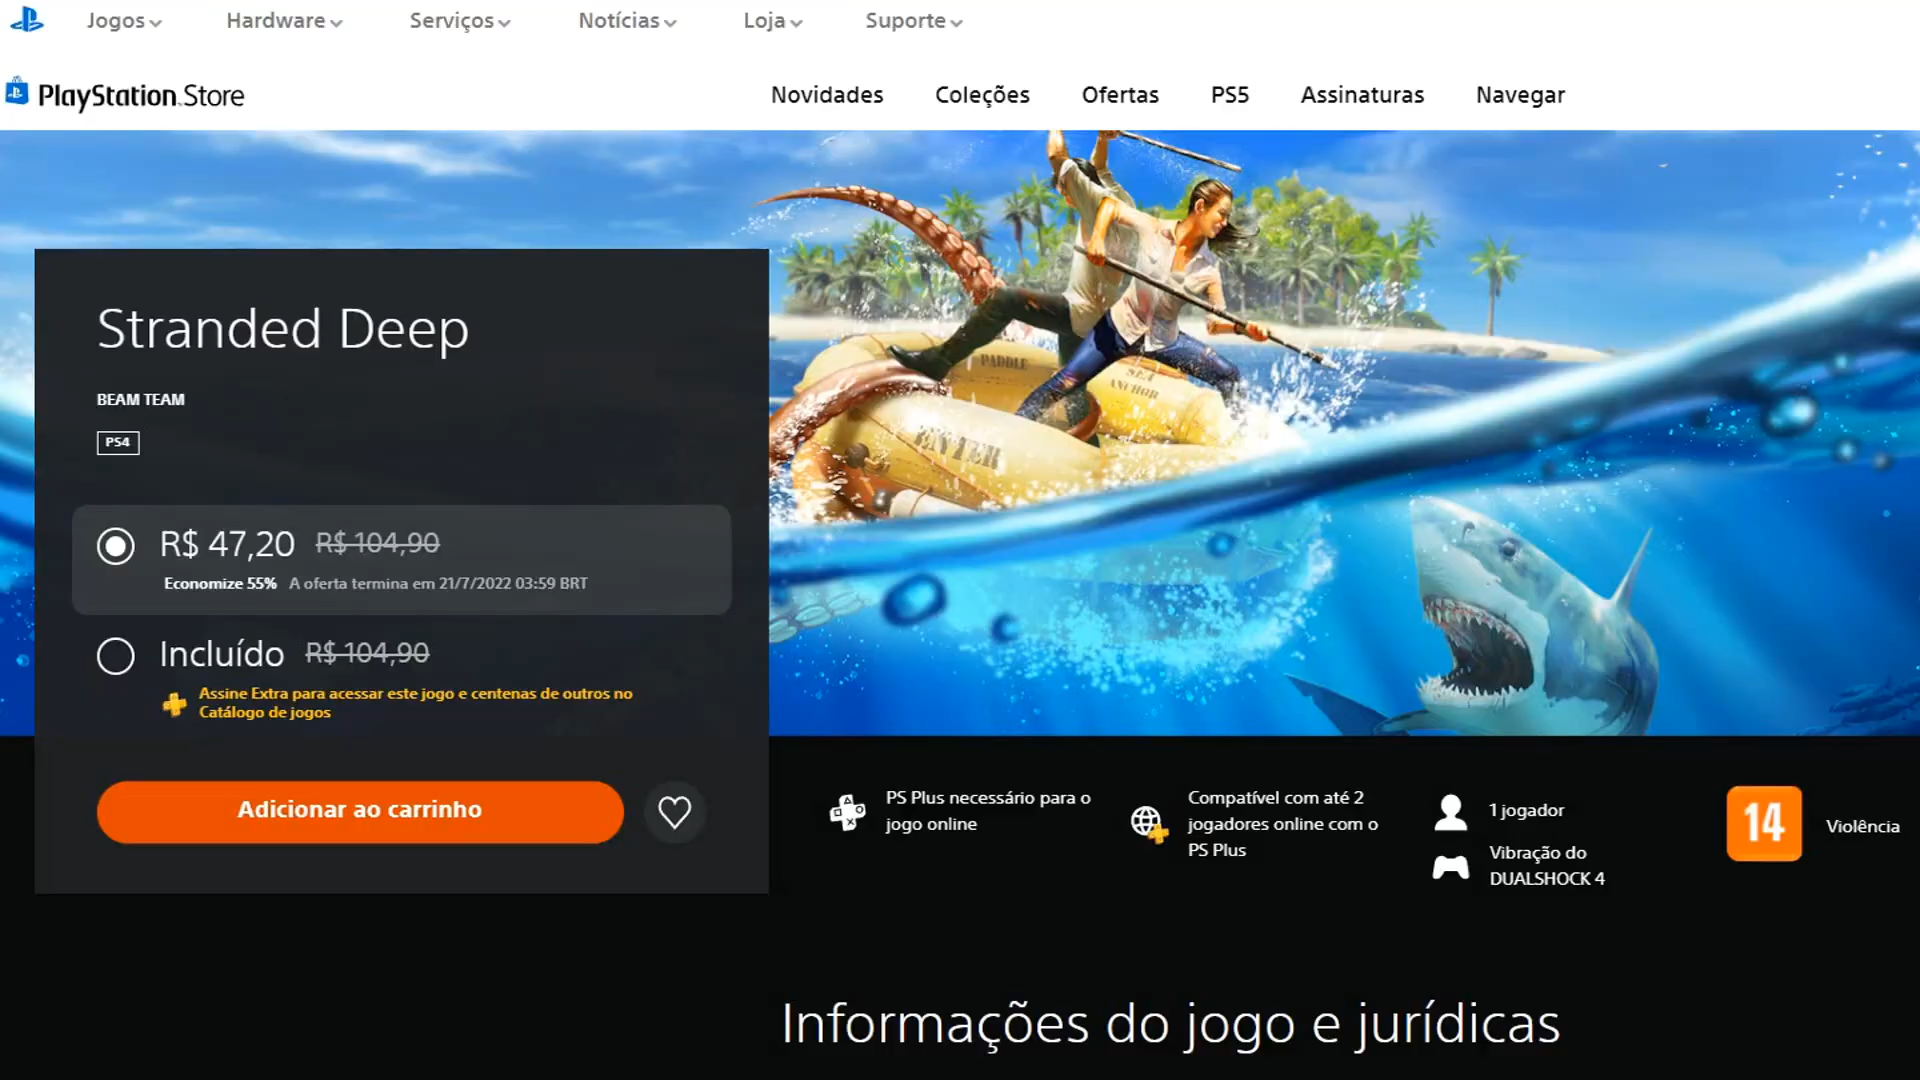 Jogos
Hardware
Serviços
Notícias
Loja
Suporte
PlayStation Store
Novidades
Coleções
Ofertas
PS5
Assinaturas
Navegar
PADDLE
SEA
ANCHOR
Stranded Deep
BEAM TEAM
PS4
R$ 47,20 R$ 104,90
Economize 55% A oferta termina em 21/7/2022 03:59 BRT
Incluído R$ 104,90
Assine Extra para acessar este jogo e centenas de outros no
Catálogo de jogos
Adicionar ao carrinho
PS Plus necessário para o
jogo online
Compatível com até 2
jogadores online com o
PS Plus
1 jogador
Vibração do
DUALSHOCK 4
14
Violência
Informações do jogo e jurídicas